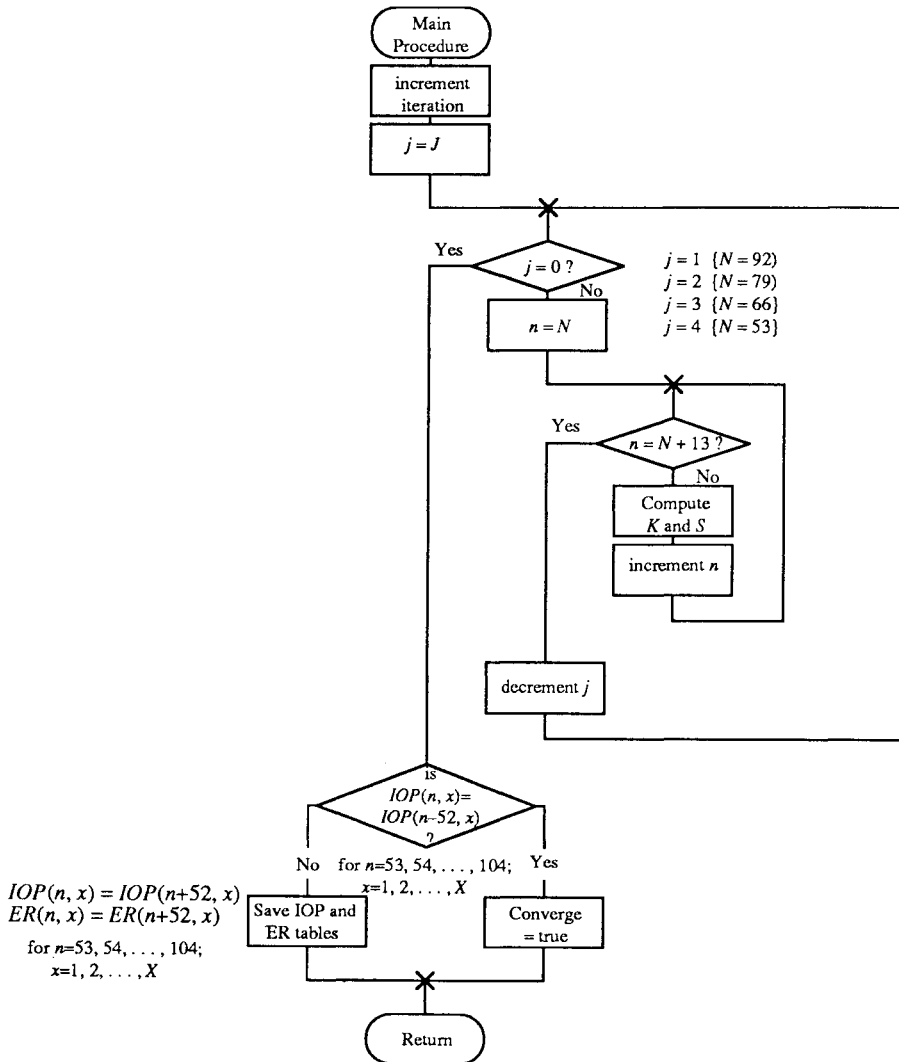 Main
Procedure
increment
iteration
j = J
Yes
j = 0 ?
No
j = 1 {N = 92)
j = 2 {N = 79)
j = 3 {N = 66}
j = 4 {N = 53}
n = N
Yes
n = N + 13 ?
No
Compute
K and S
increment n
decrement j
is
IOP(n, x)=
IOP(n–52, x)
?
No
for n=53, 54, . . . , 104;
x=1, 2, . . . , X
Yes
IOP(n, x) = IOP(n+52, x)
ER(n, x) = ER(n+52, x)
for n=53, 54, . . . , 104;
x=1, 2, . . . , X
Save IOP and
ER tables
Converge
= true
Return